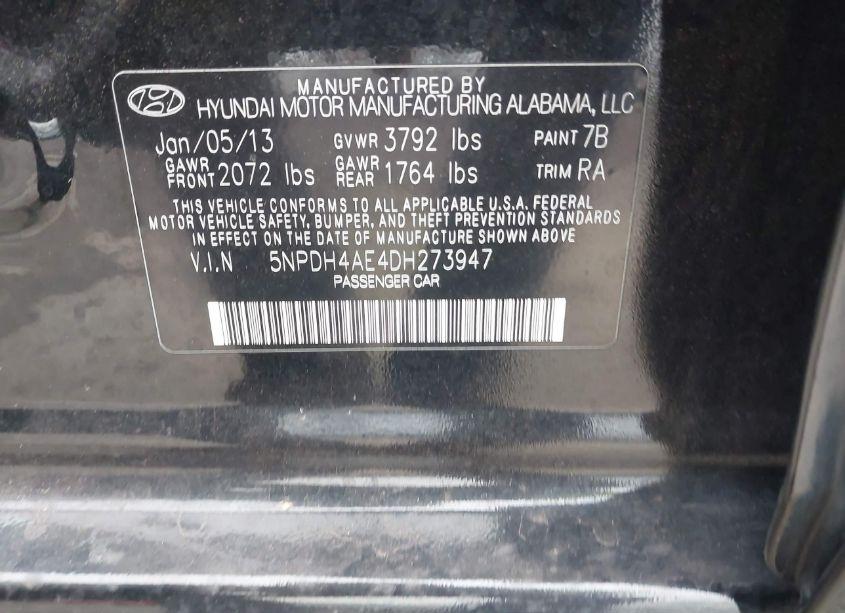 MANUFACTURED BY
HYUNDAI MOTOR MANUFACTURING ALABAMA, LLC
Jan/05/13 GVWR 3792 lbs PAINT 7B
GAWR FRONT 2072 lbs GAWR REAR 1764 lbs TRIM RA
THIS VEHICLE CONFORMS TO ALL APPLICABLE U.S.A. FEDERAL
MOTOR VEHICLE SAFETY, BUMPER, AND THEFT PREVENTION STANDARDS
IN EFFECT ON THE DATE OF MANUFACTURE SHOWN ABOVE
V.I.N 5NPDH4AE4DH273947
PASSENGER CAR